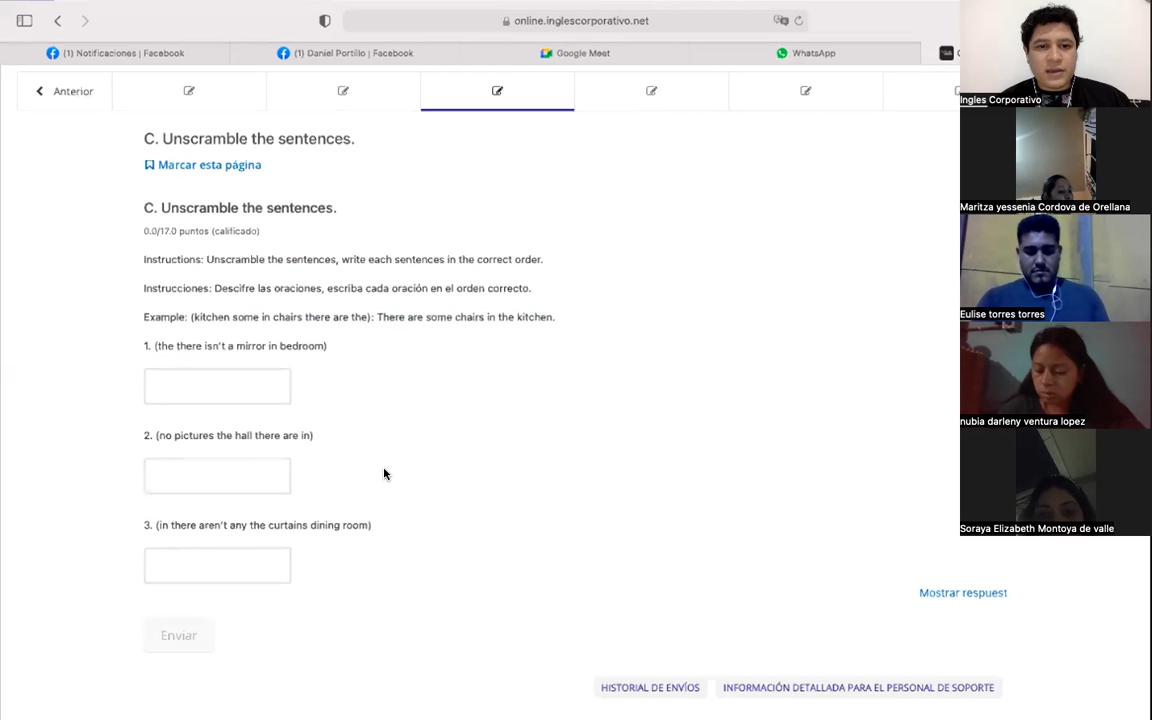 online.inglescorporativo.net
(1) Notificaciones | Facebook
(1) Daniel Portillo | Facebook
Google Meet
WhatsApp
Anterior
C. Unscramble the sentences.
Marcar esta página
C. Unscramble the sentences.
0.0/17.0 puntos (calificado)
Instructions: Unscramble the sentences, write each sentences in the correct order.
Instrucciones: Descifre las oraciones, escriba cada oración en el orden correcto.
Example: (kitchen some in chairs there are the): There are some chairs in the kitchen.
1. (the there isn't a mirror in bedroom)
2. (no pictures the hall there are in)
3. (in there aren't any the curtains dining room)
Mostrar respuest
Enviar
HISTORIAL DE ENVÍOS
INFORMACIÓN DETALLADA PARA EL PERSONAL DE SOPORTE
Ingles Corporativo
Maritza yessenia Cordova de Orellana
Eulise torres torres
nubia darleny ventura lopez
Soraya Elizabeth Montoya de valle